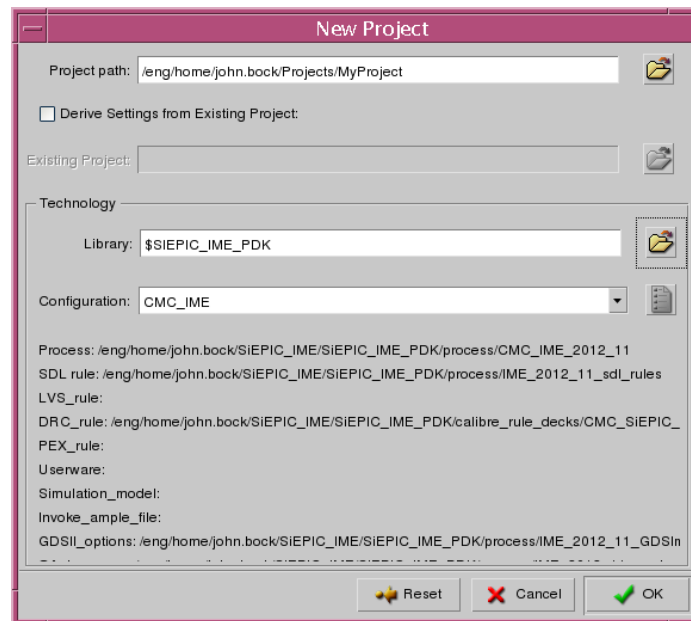 New Project
Project path: /eng/home/john.bock/Projects/MyProject
Derive Settings from Existing Project:
Existing Project:
Technology
Library: $SIEPIC_IME_PDK
Configuration: CMC_IME
Process: /eng/home/john.bock/SiEPIC_IME/SiEPIC_IME_PDK/process/CMC_IME_2012_11
SDL rule: /eng/home/john.bock/SiEPIC_IME/SiEPIC_IME_PDK/process/IME_2012_11_sdl_rules
LVS_rule:
DRC_rule: /eng/home/john.bock/SiEPIC_IME/SiEPIC_IME_PDK/calibre_rule_decks/CMC_SiEPIC_
PEX_rule:
Userware:
Simulation_model:
Invoke_ample_file:
GDSII_options: /eng/home/john.bock/SiEPIC_IME/SiEPIC_IME_PDK/process/IME_2012_11_GDSIn
Reset Cancel OK